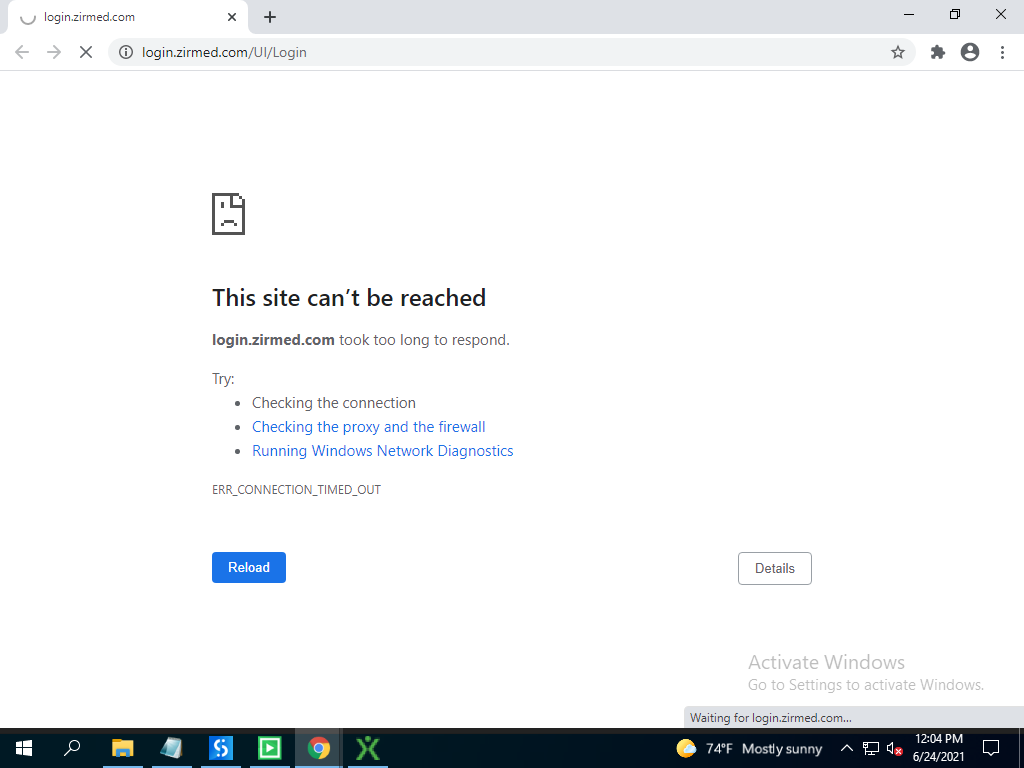 login.zirmed.com
login.zirmed.com/UI/Login
This site can’t be reached
login.zirmed.com took too long to respond.
Try:
Checking the connection
Checking the proxy and the firewall
Running Windows Network Diagnostics
ERR_CONNECTION_TIMED_OUT
Reload
Details
Activate Windows
Go to Settings to activate Windows.
Waiting for login.zirmed.com...
74°F Mostly sunny
12:04 PM
6/24/2021